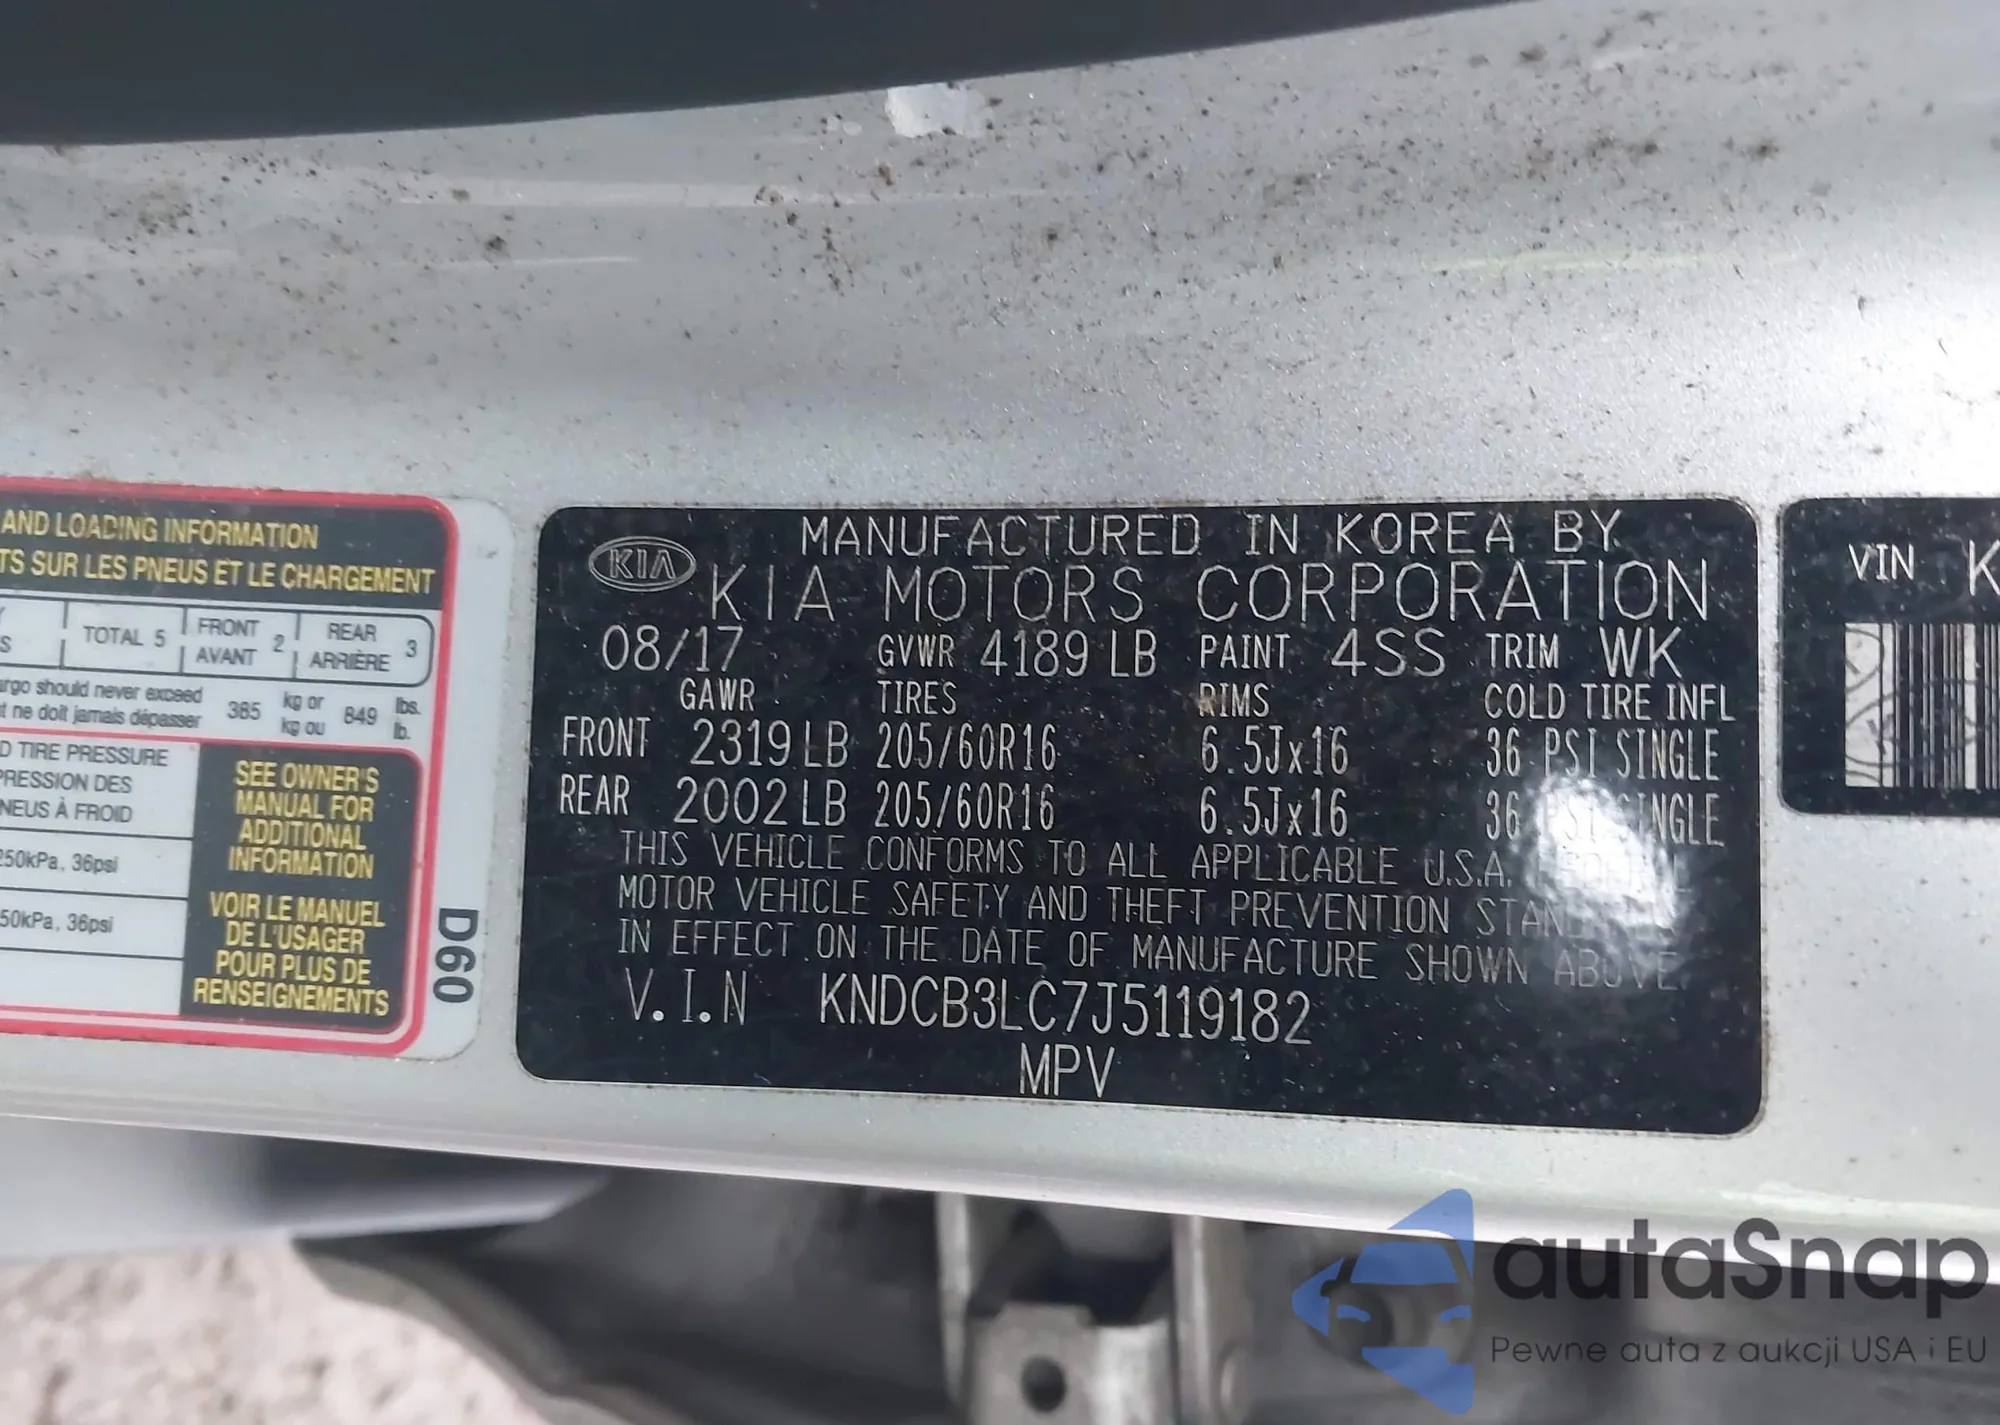 AND LOADING INFORMATION
TS SUR LES PNEUS ET LE CHARGEMENT
TOTAL 5 FRONT AVANT 2 REAR ARRIÈRE 3
should never exceed 385 kg or 849 lbs.
ne doit jamais dépasser kg ou lb.
TIRE PRESSURE
PRESSION DES
NEUS À FROID
250kPa, 36psi
50kPa, 36psi
SEE OWNER'S
MANUAL FOR
ADDITIONAL
INFORMATION
VOIR LE MANUEL
DE L'USAGER
POUR PLUS DE
RENSEIGNEMENTS
D60
KIA
MANUFACTURED IN KOREA BY
KIA MOTORS CORPORATION
08/17 GVWR 4189 LB PAINT 4SS TRIM WK
GAWR TIRES RIMS COLD TIRE INFL
FRONT 2319 LB 205/60R16 6.5Jx16 36 PSI SINGLE
REAR 2002 LB 205/60R16 6.5Jx16 36 PSI SINGLE
THIS VEHICLE CONFORMS TO ALL APPLICABLE U.S.A.
MOTOR VEHICLE SAFETY AND THEFT PREVENTION STAN
IN EFFECT ON THE DATE OF MANUFACTURE SHOWN ABOVE.
V.I.N KNDCB3LC7J5119182
MPV
VIN K
autaSnap
Pewne auta z aukcji USA i EU